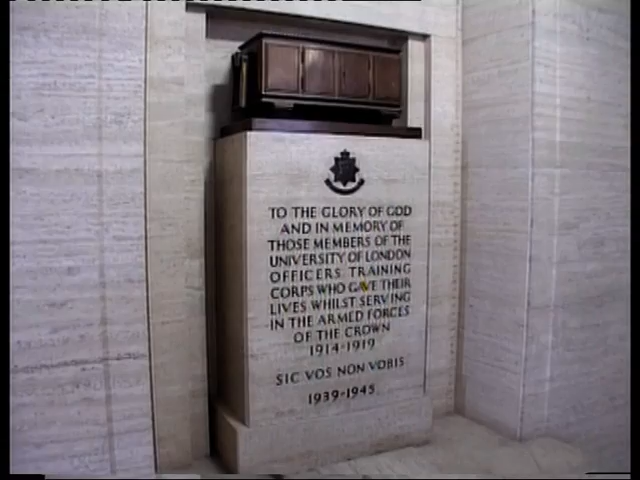 TO THE GLORY OF GOD
AND IN MEMORY OF
THOSE MEMBERS OF THE
UNIVERSITY OF LONDON
OFFICERS TRAINING
CORPS WHO GAVE THEIR
LIVES WHILST SERVING
IN THE ARMED FORCES
OF THE CROWN
1914-1919
SIC VOS NON VOBIS
1939-1945